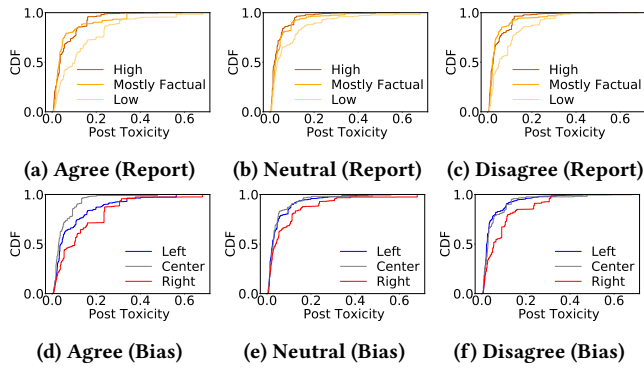 CDF
1.0
0.5
0.0
High
Mostly Factual
Low
0.0 0.2 0.4 0.6
Post Toxicity
(a) Agree (Report)
CDF
1.0
0.5
0.0
High
Mostly Factual
Low
0.0 0.2 0.4 0.6
Post Toxicity
(b) Neutral (Report)
CDF
1.0
0.5
0.0
High
Mostly Factual
Low
0.0 0.2 0.4 0.6
Post Toxicity
(c) Disagree (Report)
CDF
1.0
0.5
0.0
Left
Center
Right
0.0 0.2 0.4 0.6
Post Toxicity
(d) Agree (Bias)
CDF
1.0
0.5
0.0
Left
Center
Right
0.0 0.2 0.4 0.6
Post Toxicity
(e) Neutral (Bias)
CDF
1.0
0.5
0.0
Left
Center
Right
0.0 0.2 0.4 0.6
Post Toxicity
(f) Disagree (Bias)